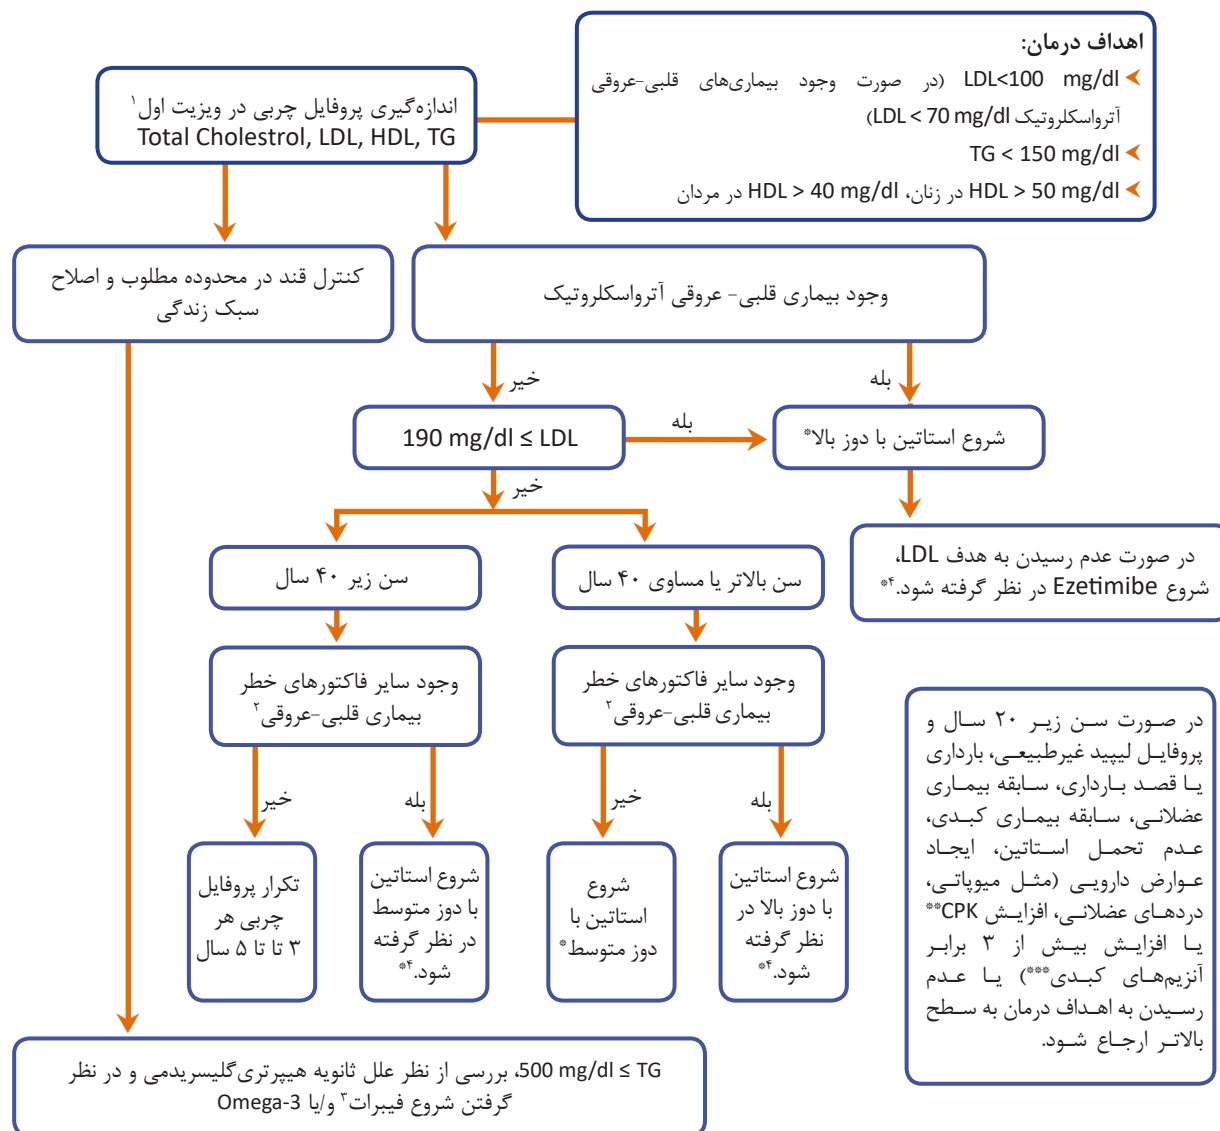 اهداف درمان:
LDL<100 mg/dl (در صورت وجود بیماری‌های قلبی-عروقی
آترواسکلروتیک LDL < 70 mg/dl)
TG < 150 mg/dl
HDL > 50 mg/dl در زنان، HDL > 40 mg/dl در مردان
اندازه‌گیری پروفایل چربی در ویزیت اول۱
Total Cholestrol, LDL, HDL, TG
کنترل قند در محدوده مطلوب و اصلاح
سبک زندگی
وجود بیماری قلبی- عروقی آترواسکلروتیک
بله
خیر
شروع استاتین با دوز بالا*
بله
190 mg/dl ≤ LDL
خیر
در صورت عدم رسیدن به هدف LDL،
شروع Ezetimibe در نظر گرفته شود.۴*
سن بالاتر یا مساوی ۴۰ سال
سن زیر ۴۰ سال
وجود سایر فاکتورهای خطر
بیماری قلبی-عروقی۲
وجود سایر فاکتورهای خطر
بیماری قلبی-عروقی۲
بله
خیر
بله
خیر
شروع استاتین
با دوز بالا در
نظر گرفته
شود.۴*
شروع
استاتین با
دوز متوسط*
شروع استاتین
با دوز متوسط
در نظر گرفته
شود.۴*
تکرار پروفایل
چربی هر
۳ تا تا ۵ سال
در صورت سن زیر ۲۰ سال و
پروفایل لیپید غیرطبیعی، بارداری
یا قصد بارداری، سابقه بیماری
عضلانی، سابقه بیماری کبدی،
عدم تحمل استاتین، ایجاد
عوارض دارویی (مثل میوپاتی،
دردهای عضلانی، افزایش CPK**
یا افزایش بیش از ۳ برابر
آنزیم‌های کبدی***) یا عدم
رسیدن به اهداف درمان به سطح
بالاتر ارجاع شود.
500 mg/dl ≤ TG، بررسی از نظر علل ثانویه هیپرتری‌گلیسریدمی و در نظر
گرفتن شروع فیبرات۳ و/یا Omega-3